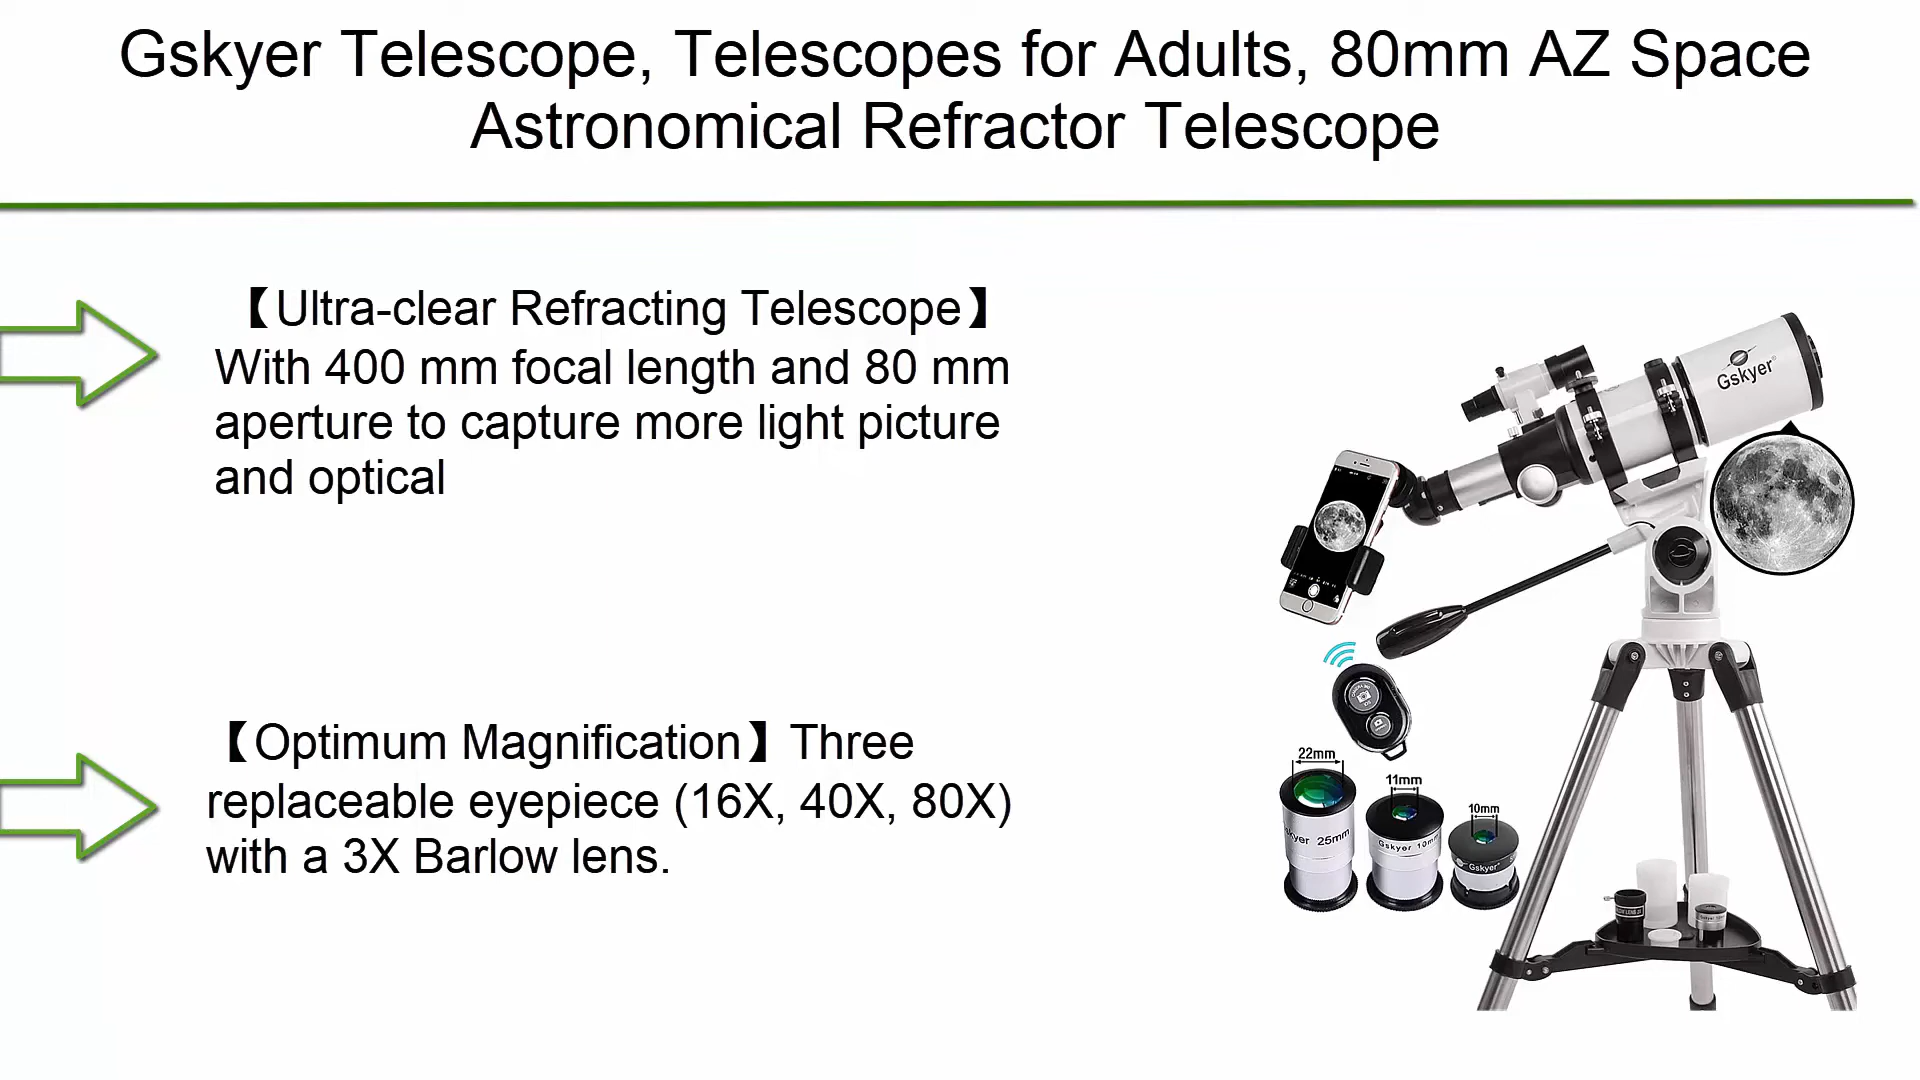 Gskyer Telescope, Telescopes for Adults, 80mm AZ Space
Astronomical Refractor Telescope
【Ultra-clear Refracting Telescope】
With 400 mm focal length and 80 mm
aperture to capture more light picture
and optical
【Optimum Magnification】Three
replaceable eyepiece (16X, 40X, 80X)
with a 3X Barlow lens.
Gskyer
22mm
11mm
10mm
skyer 25mm
Gskyer 10mm
Gskyer